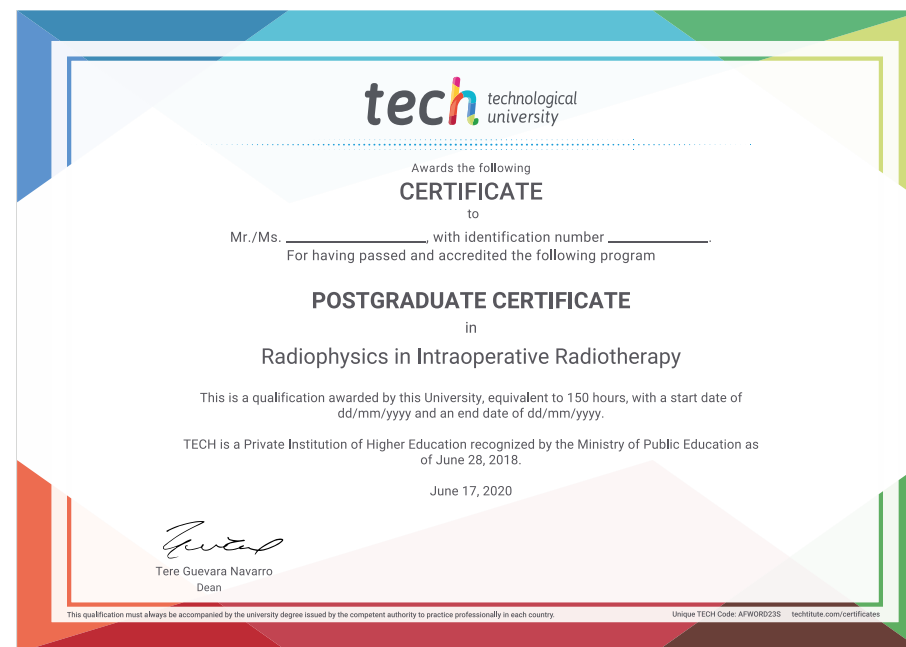 tech technological
university
Awards the following
CERTIFICATE
to
Mr./Ms. ________________, with identification number ____________.
For having passed and accredited the following program
POSTGRADUATE CERTIFICATE
in
Radiophysics in Intraoperative Radiotherapy
This is a qualification awarded by this University, equivalent to 150 hours, with a start date of
dd/mm/yyyy and an end date of dd/mm/yyyy.
TECH is a Private Institution of Higher Education recognized by the Ministry of Public Education as
of June 28, 2018.
June 17, 2020
Tere Guevara Navarro
Dean
This qualification must always be accompanied by the university degree issued by the competent authority to practice professionally in each country. Unique TECH Code: AFWORD23S techtitute.com/certificates